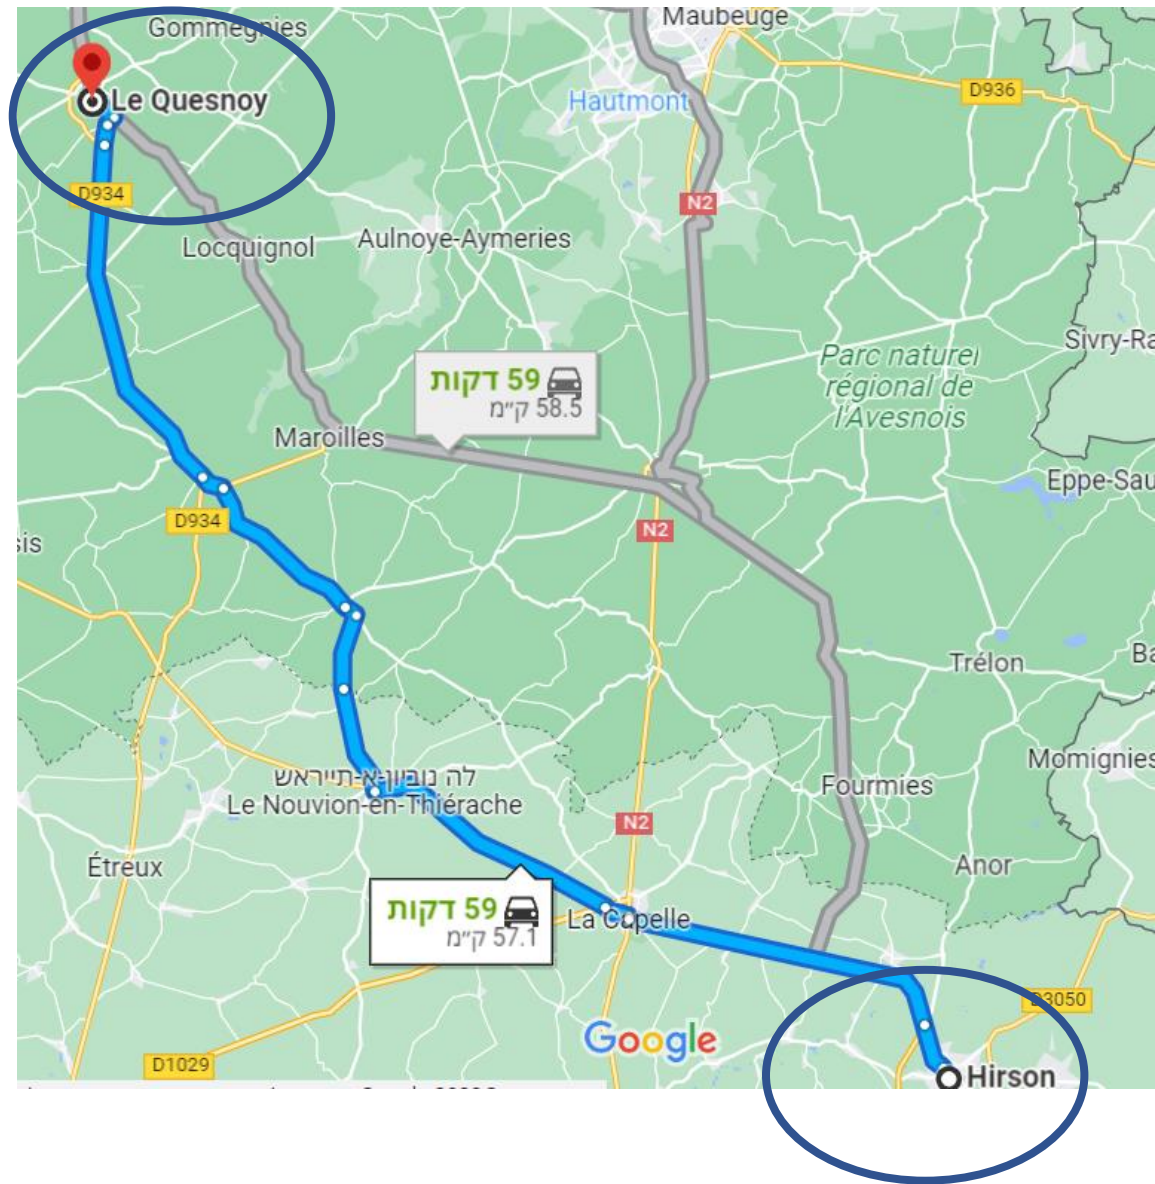 Gommegnies
Maubeuge
Le Quesnoy
Hautmont
D936
D934
N2
Locquignol
Aulnoye-Aymeries
Parc naturel
régional de
l'Avesnois
Sivry-Ra
59 דקות
58.5 ק״מ
Maroilles
Eppe-Sau
D934
N2
sis
Trélon
Ba
Momignies
לה נוביון-א-תייראש
Le Nouvion-en-Thiérache
Fourmies
N2
Étreux
Anor
59 דקות
57.1 ק״מ
La Capelle
D3050
Google
D1029
Hirson